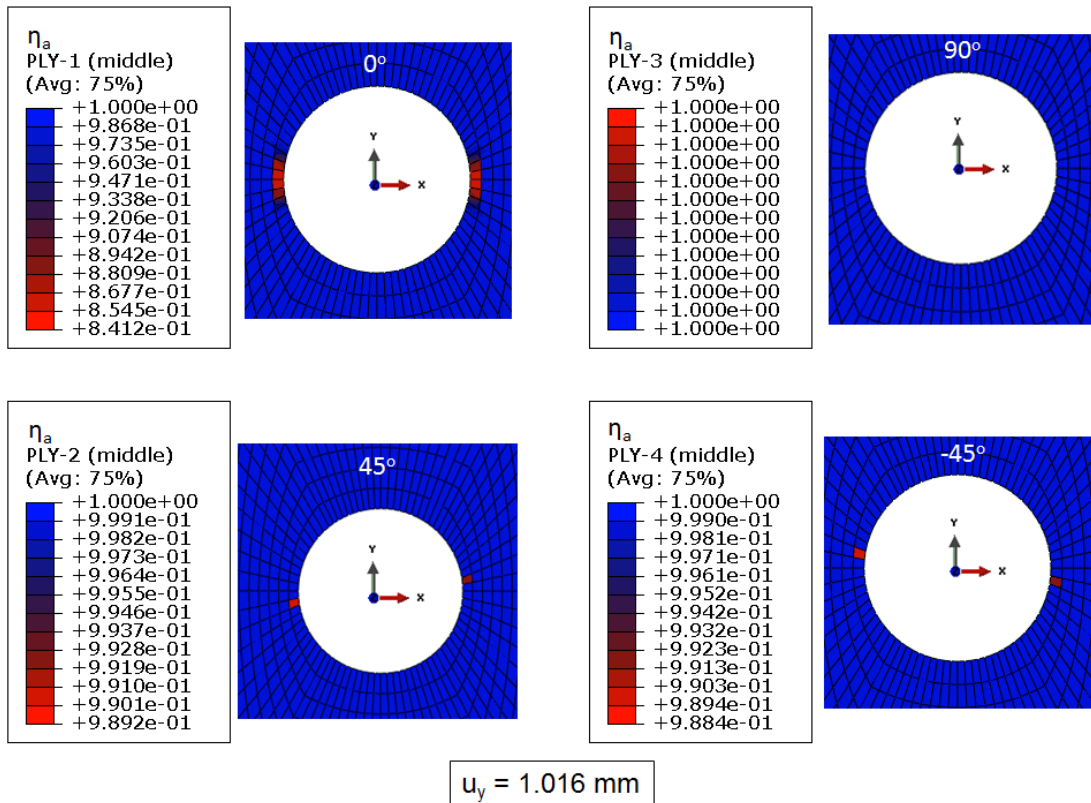 ηa
PLY-1 (middle)
(Avg: 75%)
+1.000e+00
+9.868e-01
+9.735e-01
+9.603e-01
+9.471e-01
+9.338e-01
+9.206e-01
+9.074e-01
+8.942e-01
+8.809e-01
+8.677e-01
+8.545e-01
+8.412e-01
0º
Y
X
ηa
PLY-3 (middle)
(Avg: 75%)
+1.000e+00
+1.000e+00
+1.000e+00
+1.000e+00
+1.000e+00
+1.000e+00
+1.000e+00
+1.000e+00
+1.000e+00
+1.000e+00
+1.000e+00
+1.000e+00
+1.000e+00
90º
Y
X
ηa
PLY-2 (middle)
(Avg: 75%)
+1.000e+00
+9.991e-01
+9.982e-01
+9.973e-01
+9.964e-01
+9.955e-01
+9.946e-01
+9.937e-01
+9.928e-01
+9.919e-01
+9.910e-01
+9.901e-01
+9.892e-01
45º
Y
X
ηa
PLY-4 (middle)
(Avg: 75%)
+1.000e+00
+9.990e-01
+9.981e-01
+9.971e-01
+9.961e-01
+9.952e-01
+9.942e-01
+9.932e-01
+9.923e-01
+9.913e-01
+9.903e-01
+9.894e-01
+9.884e-01
-45º
Y
X
uy = 1.016 mm